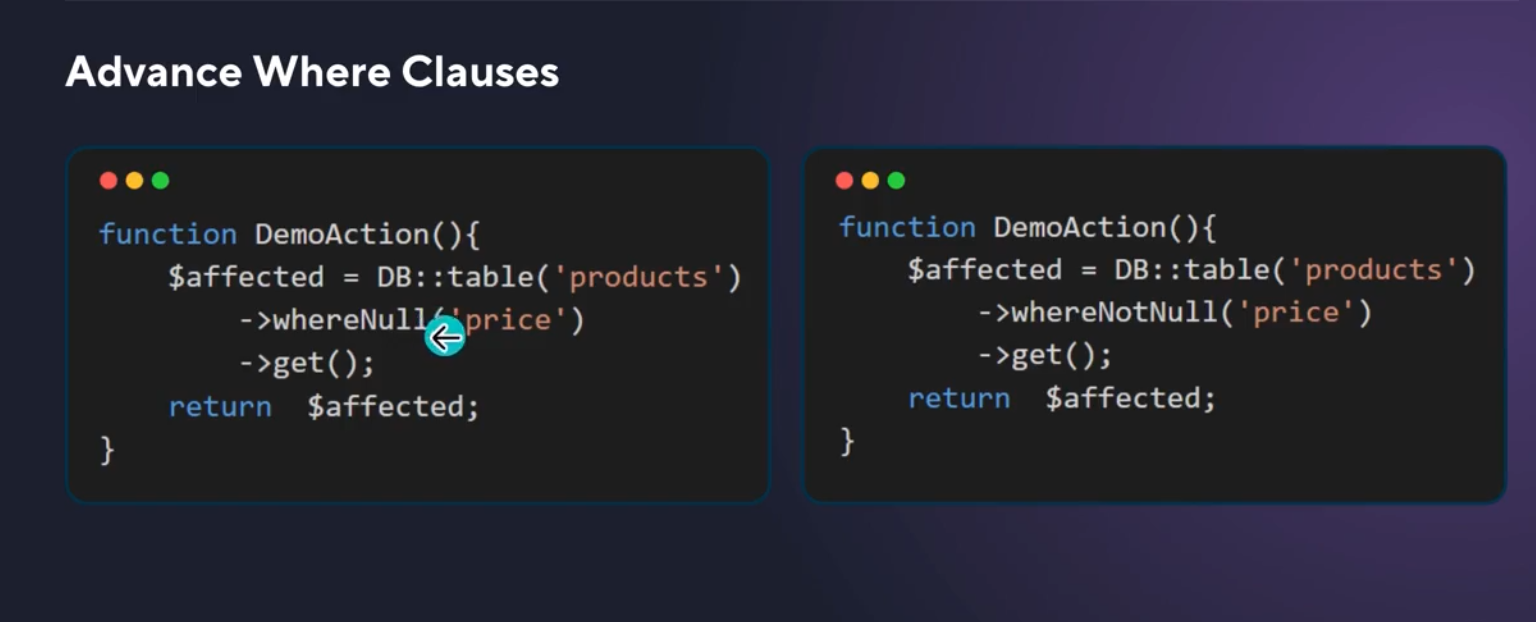 Advance Where Clauses
function DemoAction(){
    $affected = DB::table('products')
        ->whereNull('price')
        ->get();
    return  $affected;
}
function DemoAction(){
    $affected = DB::table('products')
        ->whereNotNull('price')
        ->get();
    return  $affected;
}